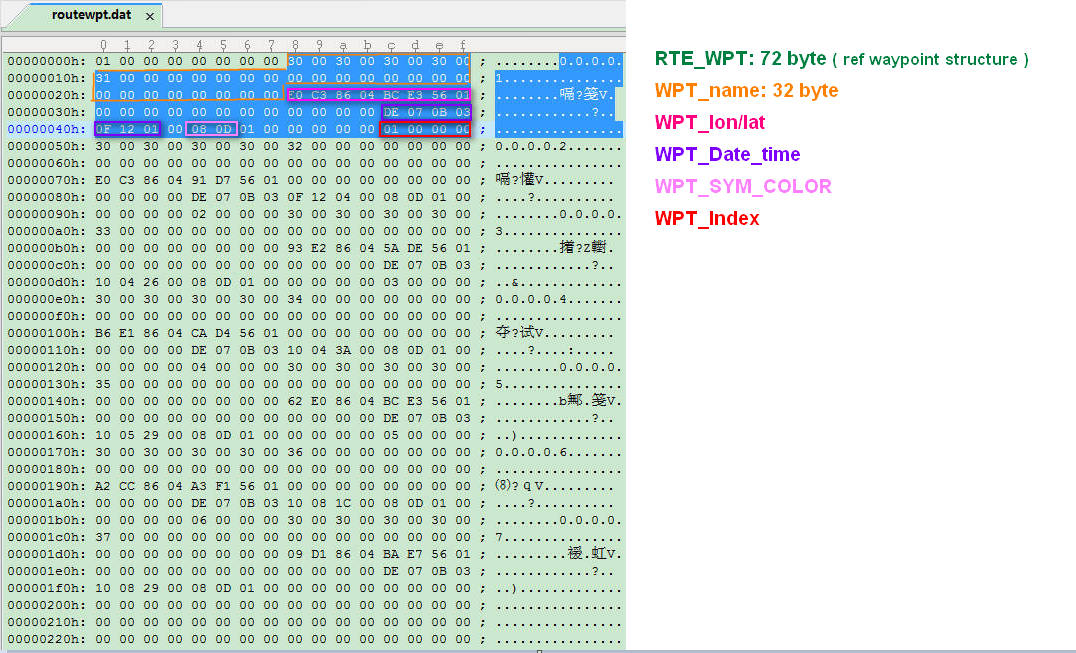 routewpt.dat ×
0 1 2 3 4 5 6 7 8 9 a b c d e f
00000000h: 01 00 00 00 00 00 00 00 30 00 30 00 30 00 30 00 ; ........0.0.0.0.
00000010h: 31 00 00 00 00 00 00 00 00 00 00 00 00 00 00 00 ; 1...............
00000020h: 00 00 00 00 00 00 00 00 E0 C3 86 04 BC E3 56 01 ; ........嗝?笺V.
00000030h: 00 00 00 00 00 00 00 00 00 00 00 00 DE 07 0B 03 ; ............?..
00000040h: 0F 12 01 00 08 0D 01 00 00 00 00 00 01 00 00 00 ; ................
00000050h: 30 00 30 00 30 00 30 00 32 00 00 00 00 00 00 00 ; 0.0.0.0.2.......
00000060h: 00 00 00 00 00 00 00 00 00 00 00 00 00 00 00 00 ; ................
00000070h: E0 C3 86 04 91 D7 56 01 00 00 00 00 00 00 00 00 ; 嗝?懽V.........
00000080h: 00 00 00 00 DE 07 0B 03 0F 12 04 00 08 0D 01 00 ; ....?..........
00000090h: 00 00 00 00 02 00 00 00 30 00 30 00 30 00 30 00 ; ........0.0.0.0.
000000a0h: 33 00 00 00 00 00 00 00 00 00 00 00 00 00 00 00 ; 3...............
000000b0h: 00 00 00 00 00 00 00 00 93 E2 86 04 5A DE 56 01 ; ........撯?Z轛.
000000c0h: 00 00 00 00 00 00 00 00 00 00 00 00 DE 07 0B 03 ; ............?..
000000d0h: 10 04 26 00 08 0D 01 00 00 00 00 00 03 00 00 00 ; ..&.............
000000e0h: 30 00 30 00 30 00 30 00 34 00 00 00 00 00 00 00 ; 0.0.0.0.4.......
000000f0h: 00 00 00 00 00 00 00 00 00 00 00 00 00 00 00 00 ; ................
00000100h: B6 E1 86 04 CA D4 56 01 00 00 00 00 00 00 00 00 ; 夺?试V.........
00000110h: 00 00 00 00 DE 07 0B 03 10 04 3A 00 08 0D 01 00 ; ....?....:.....
00000120h: 00 00 00 00 04 00 00 00 30 00 30 00 30 00 30 00 ; ........0.0.0.0.
00000130h: 35 00 00 00 00 00 00 00 00 00 00 00 00 00 00 00 ; 5...............
00000140h: 00 00 00 00 00 00 00 00 62 E0 86 04 BC E3 56 01 ; ........b鄦.笺V.
00000150h: 00 00 00 00 00 00 00 00 00 00 00 00 DE 07 0B 03 ; ............?..
00000160h: 10 05 29 00 08 0D 01 00 00 00 00 00 05 00 00 00 ; ..).............
00000170h: 30 00 30 00 30 00 30 00 36 00 00 00 00 00 00 00 ; 0.0.0.0.6.......
00000180h: 00 00 00 00 00 00 00 00 00 00 00 00 00 00 00 00 ; ................
00000190h: A2 CC 86 04 A3 F1 56 01 00 00 00 00 00 00 00 00 ; ⑻?ｑV.........
000001a0h: 00 00 00 00 DE 07 0B 03 10 08 1C 00 08 0D 01 00 ; ....?..........
000001b0h: 00 00 00 00 06 00 00 00 30 00 30 00 30 00 30 00 ; ........0.0.0.0.
000001c0h: 37 00 00 00 00 00 00 00 00 00 00 00 00 00 00 00 ; 7...............
000001d0h: 00 00 00 00 00 00 00 00 09 D1 86 04 BA E7 56 01 ; .........褑.虹V.
000001e0h: 00 00 00 00 00 00 00 00 00 00 00 00 DE 07 0B 03 ; ............?..
000001f0h: 10 08 29 00 08 0D 01 00 00 00 00 00 00 00 00 00 ; ..).............
00000200h: 00 00 00 00 00 00 00 00 00 00 00 00 00 00 00 00 ; ................
00000210h: 00 00 00 00 00 00 00 00 00 00 00 00 00 00 00 00 ; ................
00000220h: 00 00 00 00 00 00 00 00 00 00 00 00 00 00 00 00 ; ................
RTE_WPT: 72 byte ( ref waypoint structure )
WPT_name: 32 byte
WPT_lon/lat
WPT_Date_time
WPT_SYM_COLOR
WPT_Index